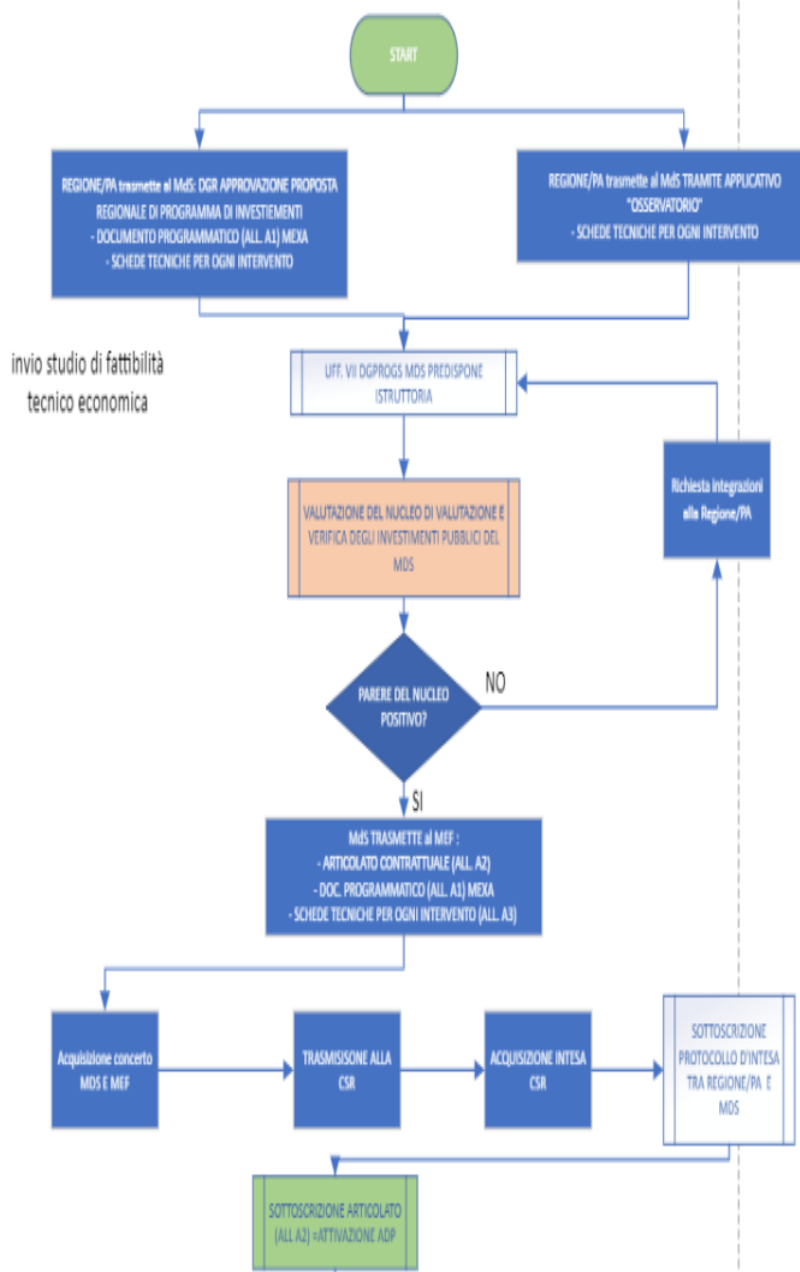 START
REGIONE/PA trasmette al MdS: DGR APPROVAZIONE PROPOSTA
REGIONALE DI PROGRAMMA DI INVESTIEMENTI
- DOCUMENTO PROGRAMMATICO (ALL. A1) MEXA
- SCHEDE TECNICHE PER OGNI INTERVENTO
REGIONE/PA trasmette al MdS TRAMITE APPLICATIVO
"OSSERVATORIO"
- SCHEDE TECNICHE PER OGNI INTERVENTO
invio studio di fattibilità
tecnico economica
UFF. VII DGPROGS MDS PREDISPONE
ISTRUTTORIA
Richiesta integrazioni
alla Regione/PA
VALUTAZIONE DEL NUCLEO DI VALUTAZIONE E
VERIFICA DEGLI INVESTIMENTI PUBBLICI DEL
MDS
PARERE DEL NUCLEO
POSITIVO?
NO
SI
MdS TRASMETTE al MEF :
- ARTICOLATO CONTRATTUALE (ALL. A2)
- DOC. PROGRAMMATICO (ALL. A1) MEXA
- SCHEDE TECNICHE PER OGNI INTERVENTO (ALL. A3)
Acquisizione concerto
MDS E MEF
TRASMISISONE ALLA
CSR
ACQUISIZIONE INTESA
CSR
SOTTOSCRIZIONE
PROTOCOLLO D'INTESA
TRA REGIONE/PA E
MDS
SOTTOSCRIZIONE ARTICOLATO
(ALL A2) =ATTIVAZIONE ADP